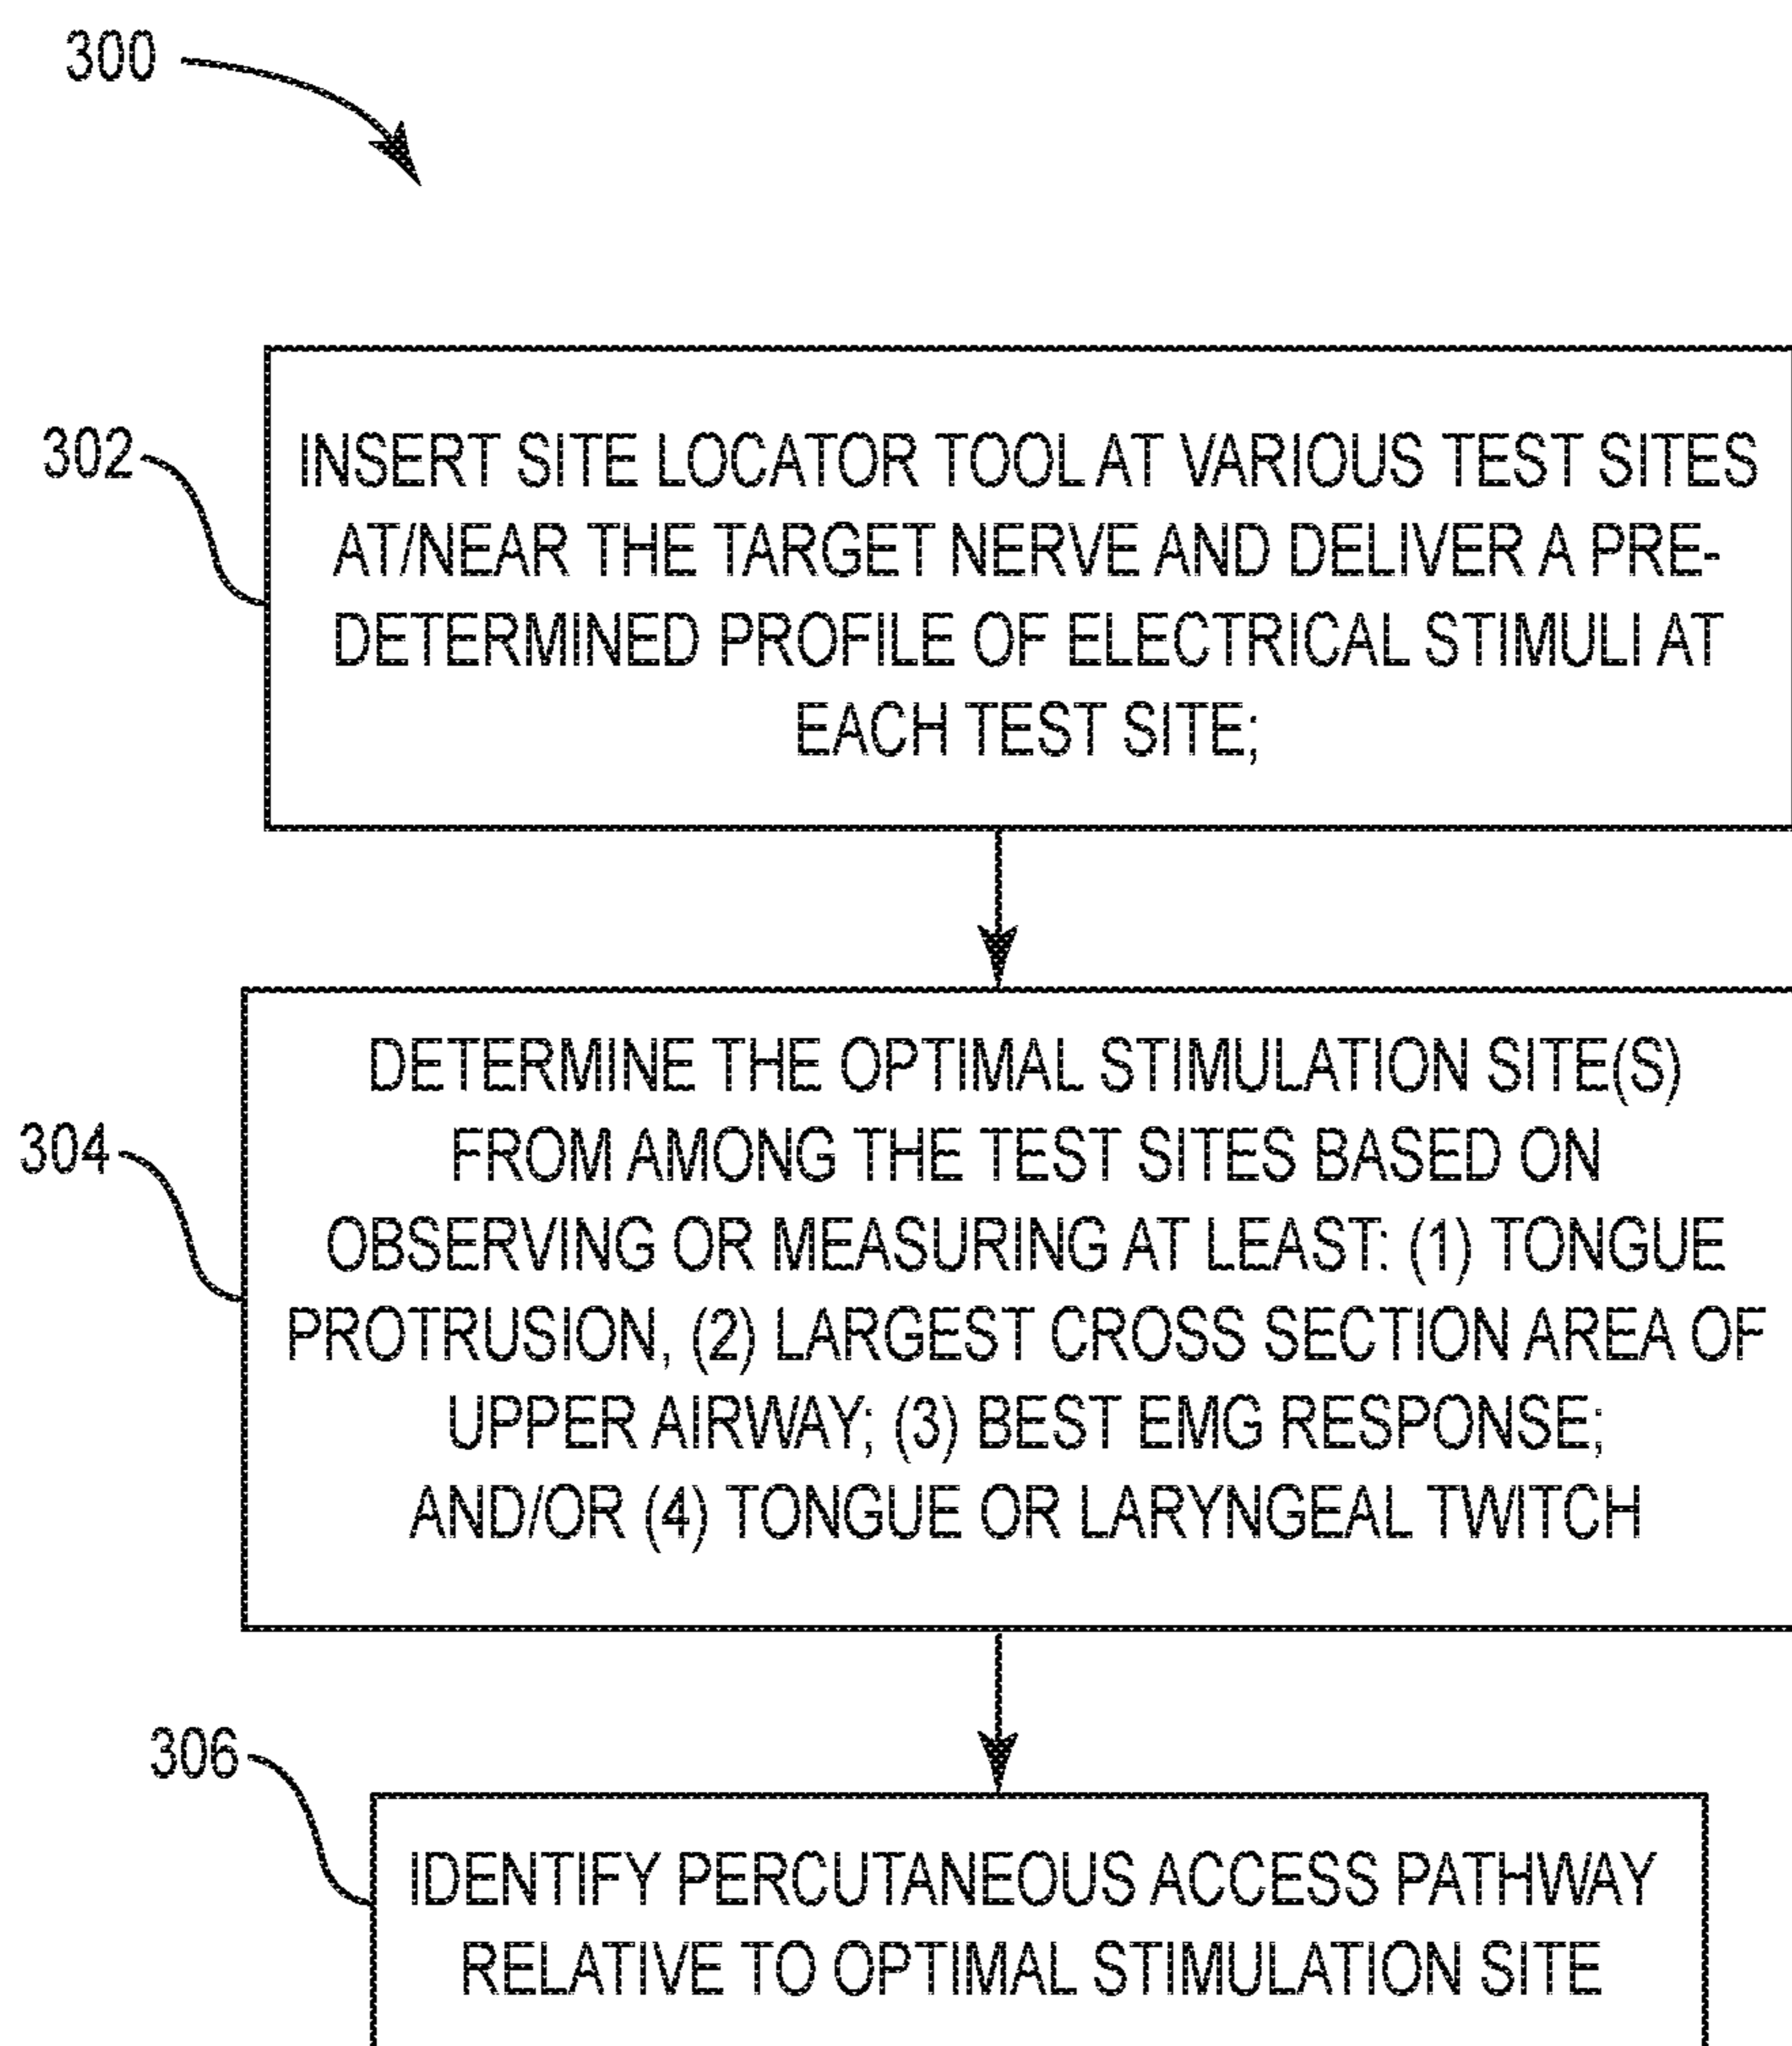 300
302
INSERT SITE LOCATOR TOOL AT VARIOUS TEST SITES
AT/NEAR THE TARGET NERVE AND DELIVER A PRE-
DETERMINED PROFILE OF ELECTRICAL STIMULI AT
EACH TEST SITE;
304
DETERMINE THE OPTIMAL STIMULATION SITE(S)
FROM AMONG THE TEST SITES BASED ON
OBSERVING OR MEASURING AT LEAST: (1) TONGUE
PROTRUSION, (2) LARGEST CROSS SECTION AREA OF
UPPER AIRWAY; (3) BEST EMG RESPONSE;
AND/OR (4) TONGUE OR LARYNGEAL TWITCH
306
IDENTIFY PERCUTANEOUS ACCESS PATHWAY
RELATIVE TO OPTIMAL STIMULATION SITE